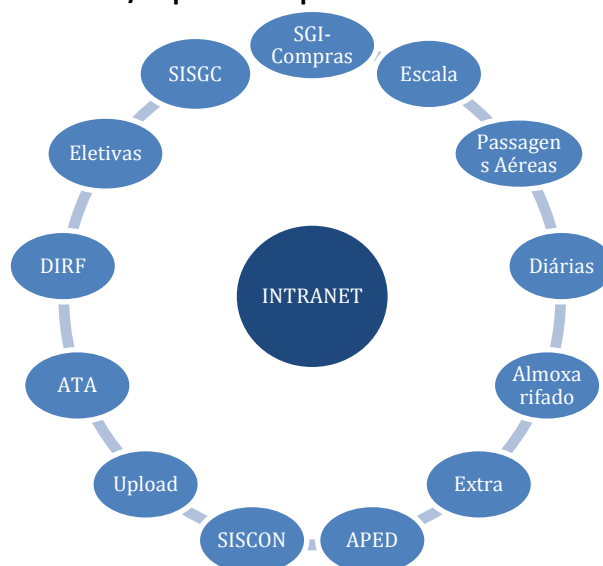 SGI-
Compras
Escala
Passagen
s Aéreas
Diárias
Almoxa
rifado
Extra
APED
SISCON
Upload
ATA
DIRF
Eletivas
SISGC
INTRANET